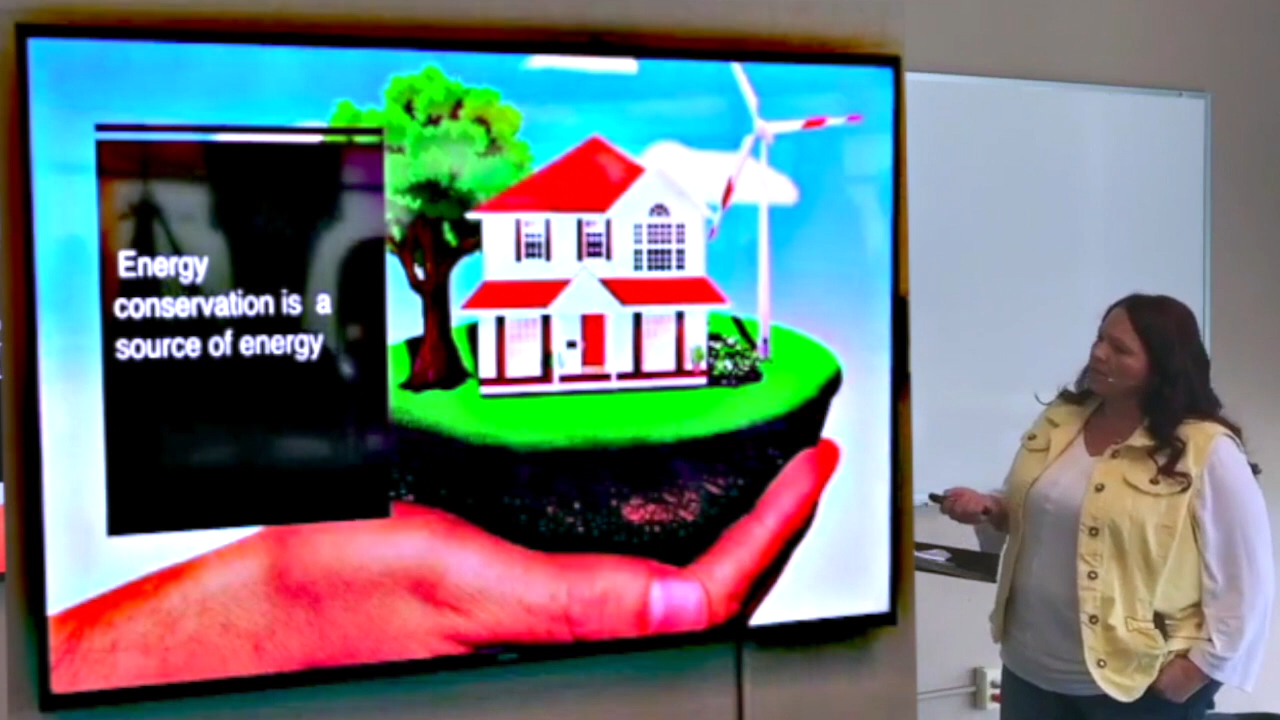 Energy
conservation is a
source of energy